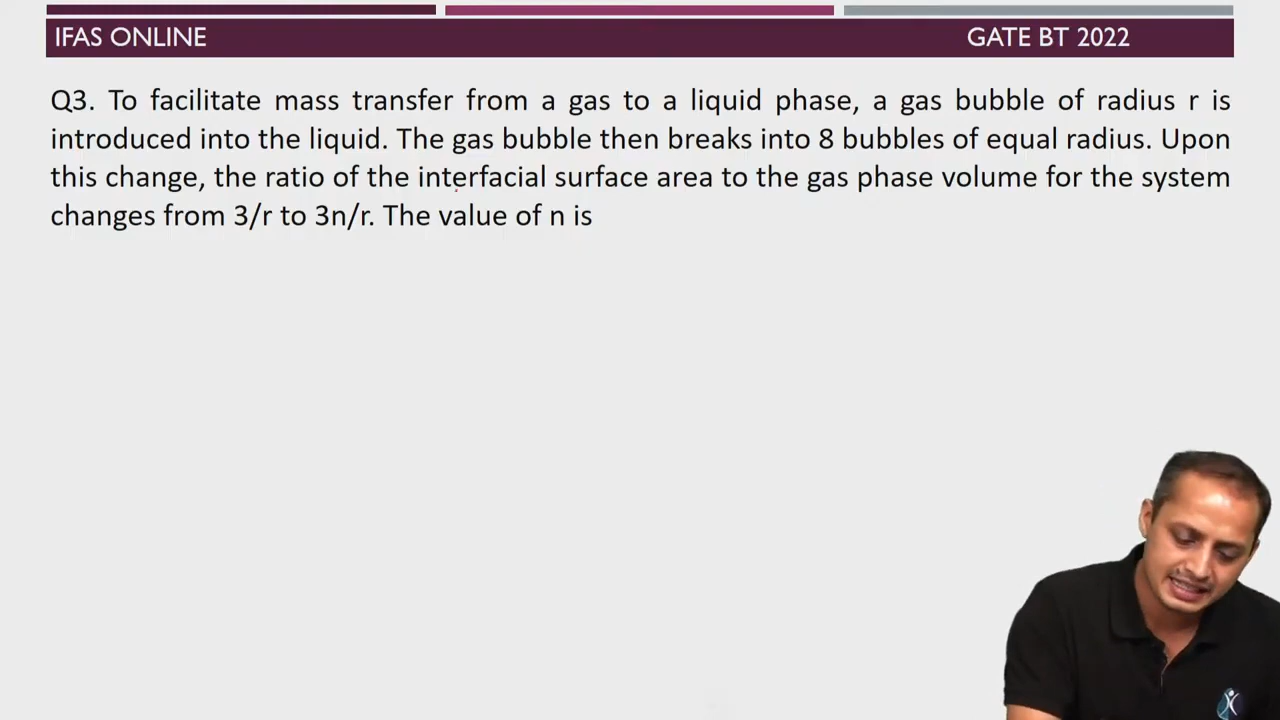 IFAS ONLINE
GATE BT 2022
Q3. To facilitate mass transfer from a gas to a liquid phase, a gas bubble of radius r is
introduced into the liquid. The gas bubble then breaks into 8 bubbles of equal radius. Upon
this change, the ratio of the interfacial surface area to the gas phase volume for the system
changes from 3/r to 3n/r. The value of n is